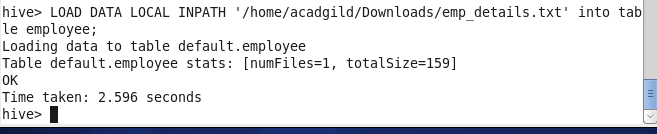 hive> LOAD DATA LOCAL INPATH '/home/acadgild/Downloads/emp_details.txt' into tab
le employee;
Loading data to table default.employee
Table default.employee stats: [numFiles=1, totalSize=159]
OK
Time taken: 2.596 seconds
hive>